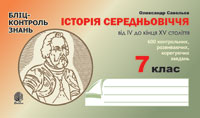 Олександр Савельєв
БЛІЦ-
КОНТРОЛЬ
ЗНАНЬ
ІСТОРІЯ СЕРЕДНЬОВІЧЧЯ
від IV до кінця XV століття
600 контрольних,
розвиваючих,
корегуючих
завдань
7 клас